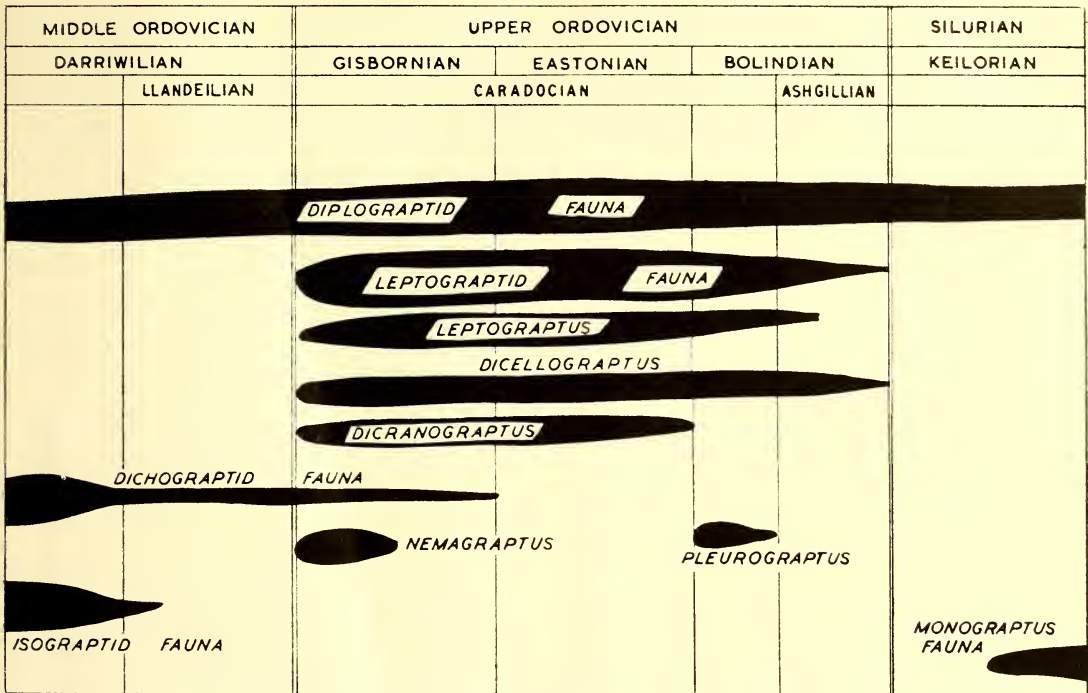 MIDDLE ORDOVICIAN UPPER ORDOVICIAN SILURIAN
DARRIWILIAN GISBORNIAN EASTONIAN BOLINDIAN KEILORIAN
LLANDEILIAN CARADOCIAN ASHGILLIAN
DIPLOGRAPTID FAUNA
LEPTOGRAPTID FAUNA
LEPTOGRAPTUS
DICELLOGRAPTUS
DICRANOGRAPTUS
DICHOGRAPTID FAUNA
NEMAGRAPTUS
PLEUROGRAPTUS
ISOGRAPTID FAUNA
MONOGRAPTUS
FAUNA